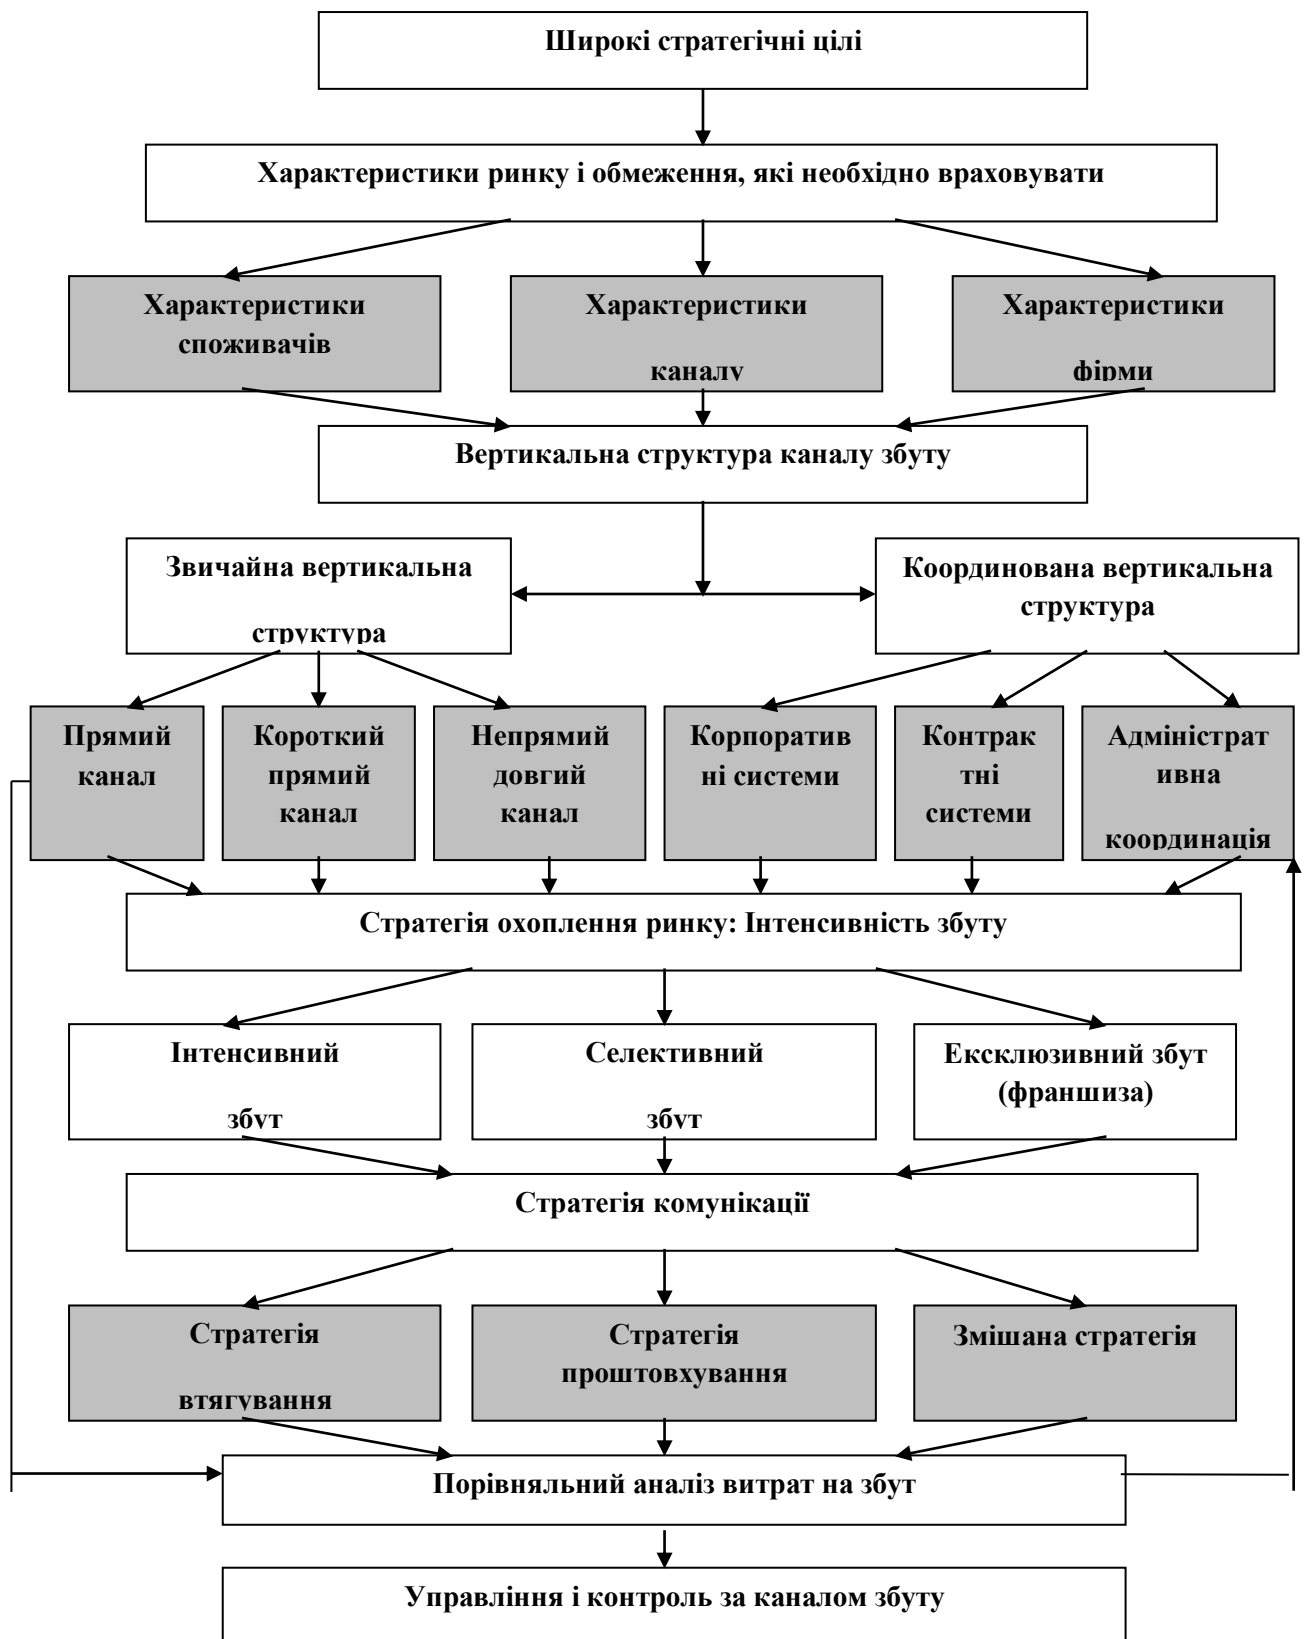 Широкі стратегічні цілі
Характеристики ринку і обмеження, які необхідно враховувати
Характеристики
споживачів
Характеристики
каналу
Характеристики
фірми
Вертикальна структура каналу збуту
Звичайна вертикальна
структура
Координована вертикальна
структура
Прямий
канал
Короткий
прямий
канал
Непрямий
довгий
канал
Корпоратив
ні системи
Контрак
тні
системи
Адміністрат
ивна
координація
Стратегія охоплення ринку: Інтенсивність збуту
Інтенсивний
збут
Селективний
збут
Ексклюзивний збут
(франшиза)
Стратегія комунікації
Стратегія
втягування
Стратегія
проштовхування
Змішана стратегія
Порівняльний аналіз витрат на збут
Управління і контроль за каналом збуту